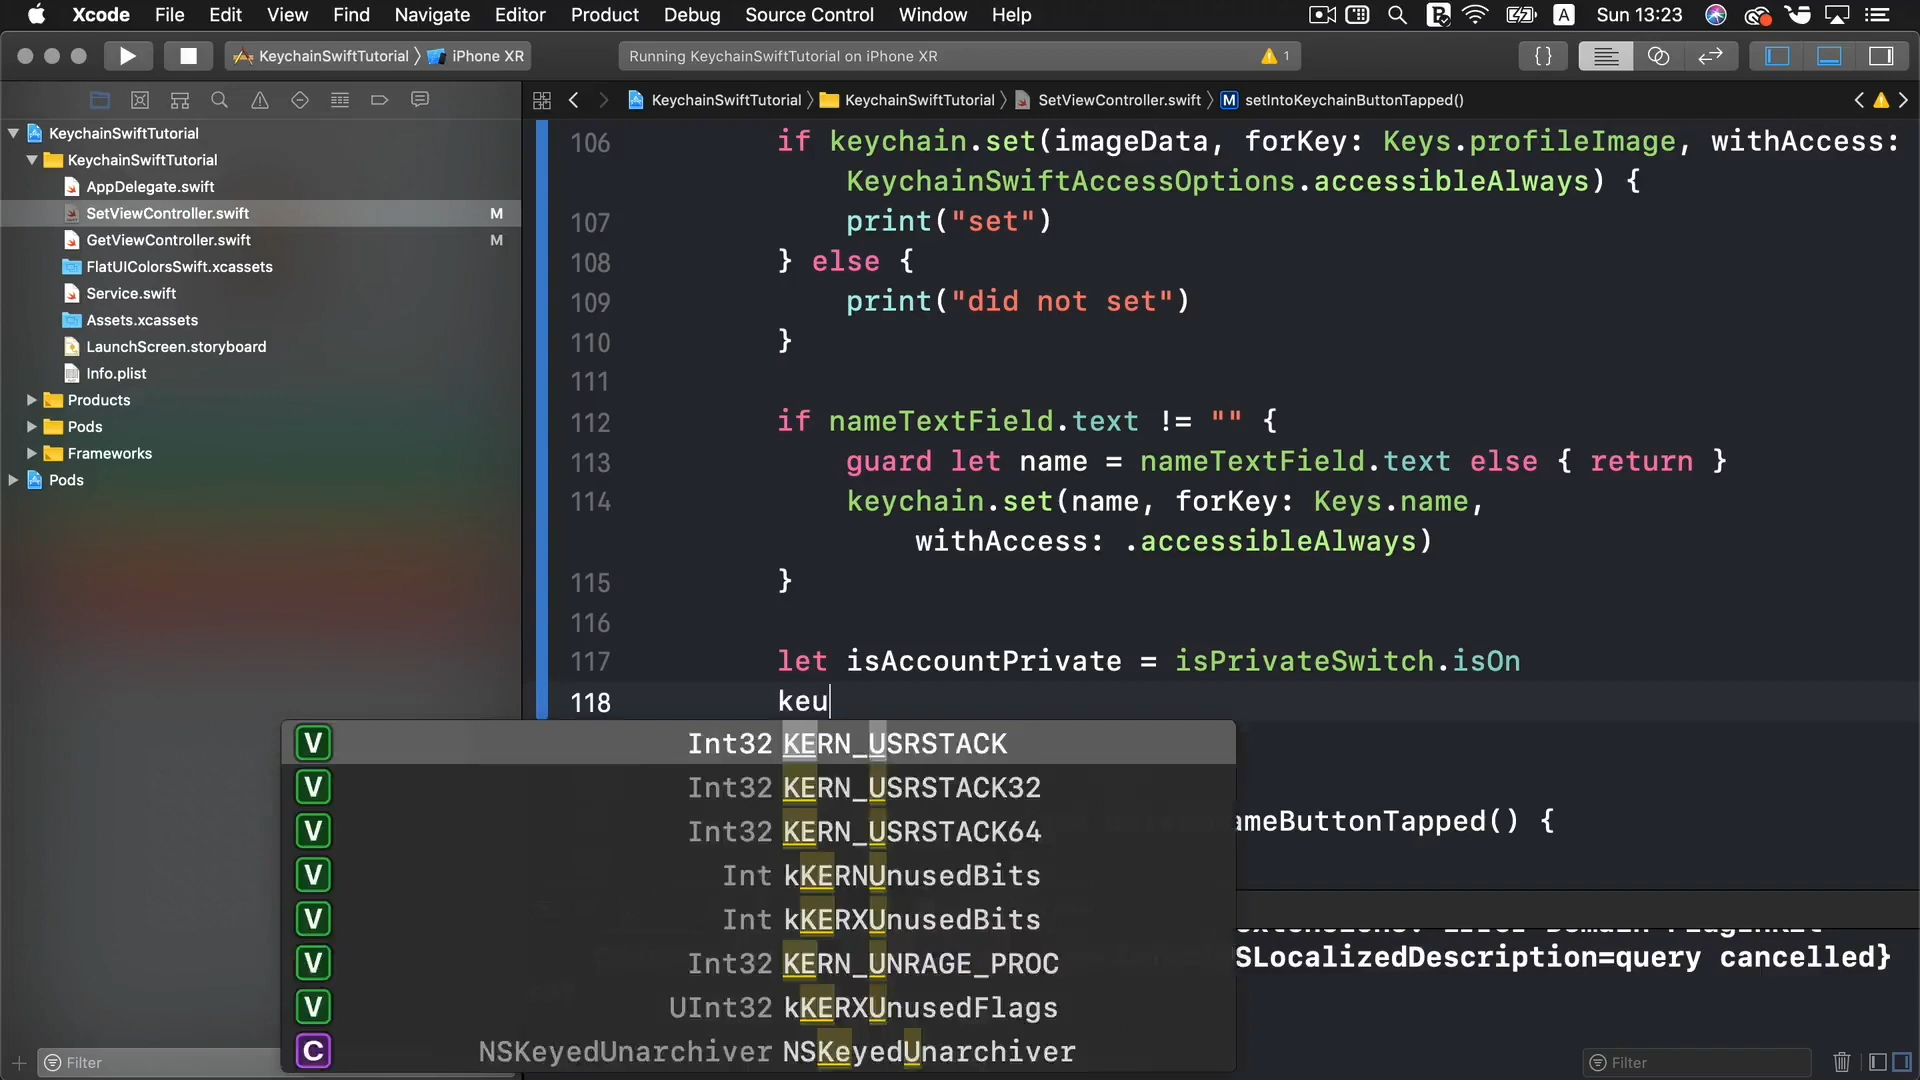 Xcode File Edit View Find Navigate Editor Product Debug Source Control Window Help A Sun 13:23
KeychainSwiftTutorial 〉 iPhone XR
Running KeychainSwiftTutorial on iPhone XR
1
{}
KeychainSwiftTutorial 〉 KeychainSwiftTutorial 〉 SetViewController.swift 〉 M setIntoKeychainButtonTapped()
KeychainSwiftTutorial
KeychainSwiftTutorial
AppDelegate.swift
SetViewController.swift M
GetViewController.swift M
FlatUIColorsSwift.xcassets
Service.swift
Assets.xcassets
LaunchScreen.storyboard
Info.plist
Products
Pods
Frameworks
Pods
Filter
106 if keychain.set(imageData, forKey: Keys.profileImage, withAccess:
KeychainSwiftAccessOptions.accessibleAlways) {
107 print("set")
108 } else {
109 print("did not set")
110 }
111
112 if nameTextField.text != "" {
113 guard let name = nameTextField.text else { return }
114 keychain.set(name, forKey: Keys.name,
withAccess: .accessibleAlways)
115 }
116
117 let isAccountPrivate = isPrivateSwitch.isOn
118 keu
V Int32 KERN_USRSTACK
V Int32 KERN_USRSTACK32
V Int32 KERN_USRSTACK64
V Int kKERNUnusedBits
V Int kKERXUnusedBits
V Int32 KERN_UNRAGE_PROC
V UInt32 kKERXUnusedFlags
C NSKeyedUnarchiver NSKeyedUnarchiver
ameButtonTapped() {
SLocalizedDescription=query cancelled}
Filter